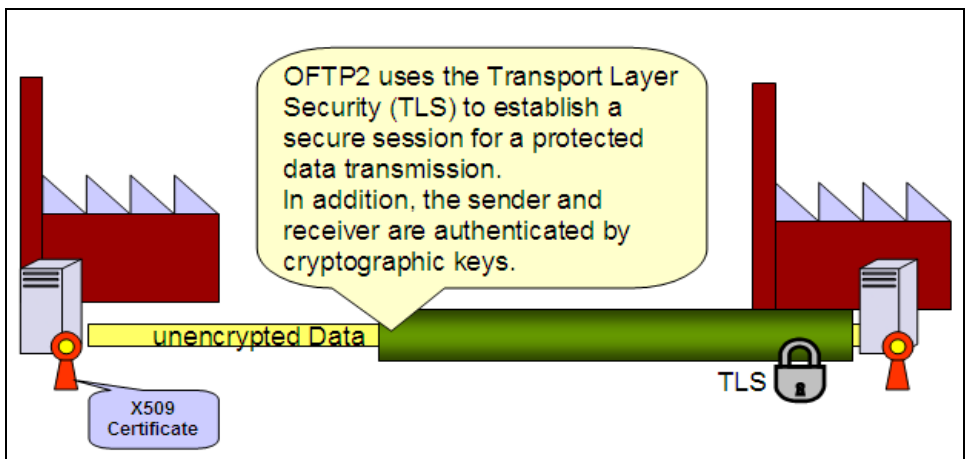 OFTP2 uses the Transport Layer
Security (TLS) to establish a
secure session for a protected
data transmission.
In addition, the sender and
receiver are authenticated by
cryptographic keys.
unencrypted Data
TLS
X509
Certificate